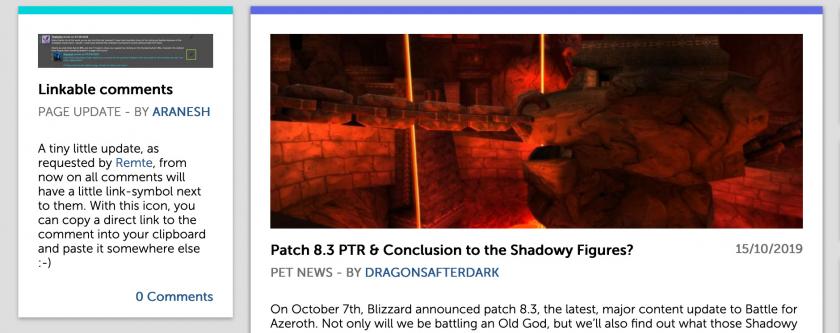 Linkable comments
PAGE UPDATE - BY ARANESH
A tiny little update, as
requested by Remte, from
now on all comments will
have a little link-symbol next
to them. With this icon, you
can copy a direct link to the
comment into your clipboard
and paste it somewhere else
:-)
0 Comments
Patch 8.3 PTR & Conclusion to the Shadowy Figures?
15/10/2019
PET NEWS - BY DRAGONSAFTERDARK
On October 7th, Blizzard announced patch 8.3, the latest, major content update to Battle for
Azeroth. Not only will we be battling an Old God, but we'll also find out what those Shadowy